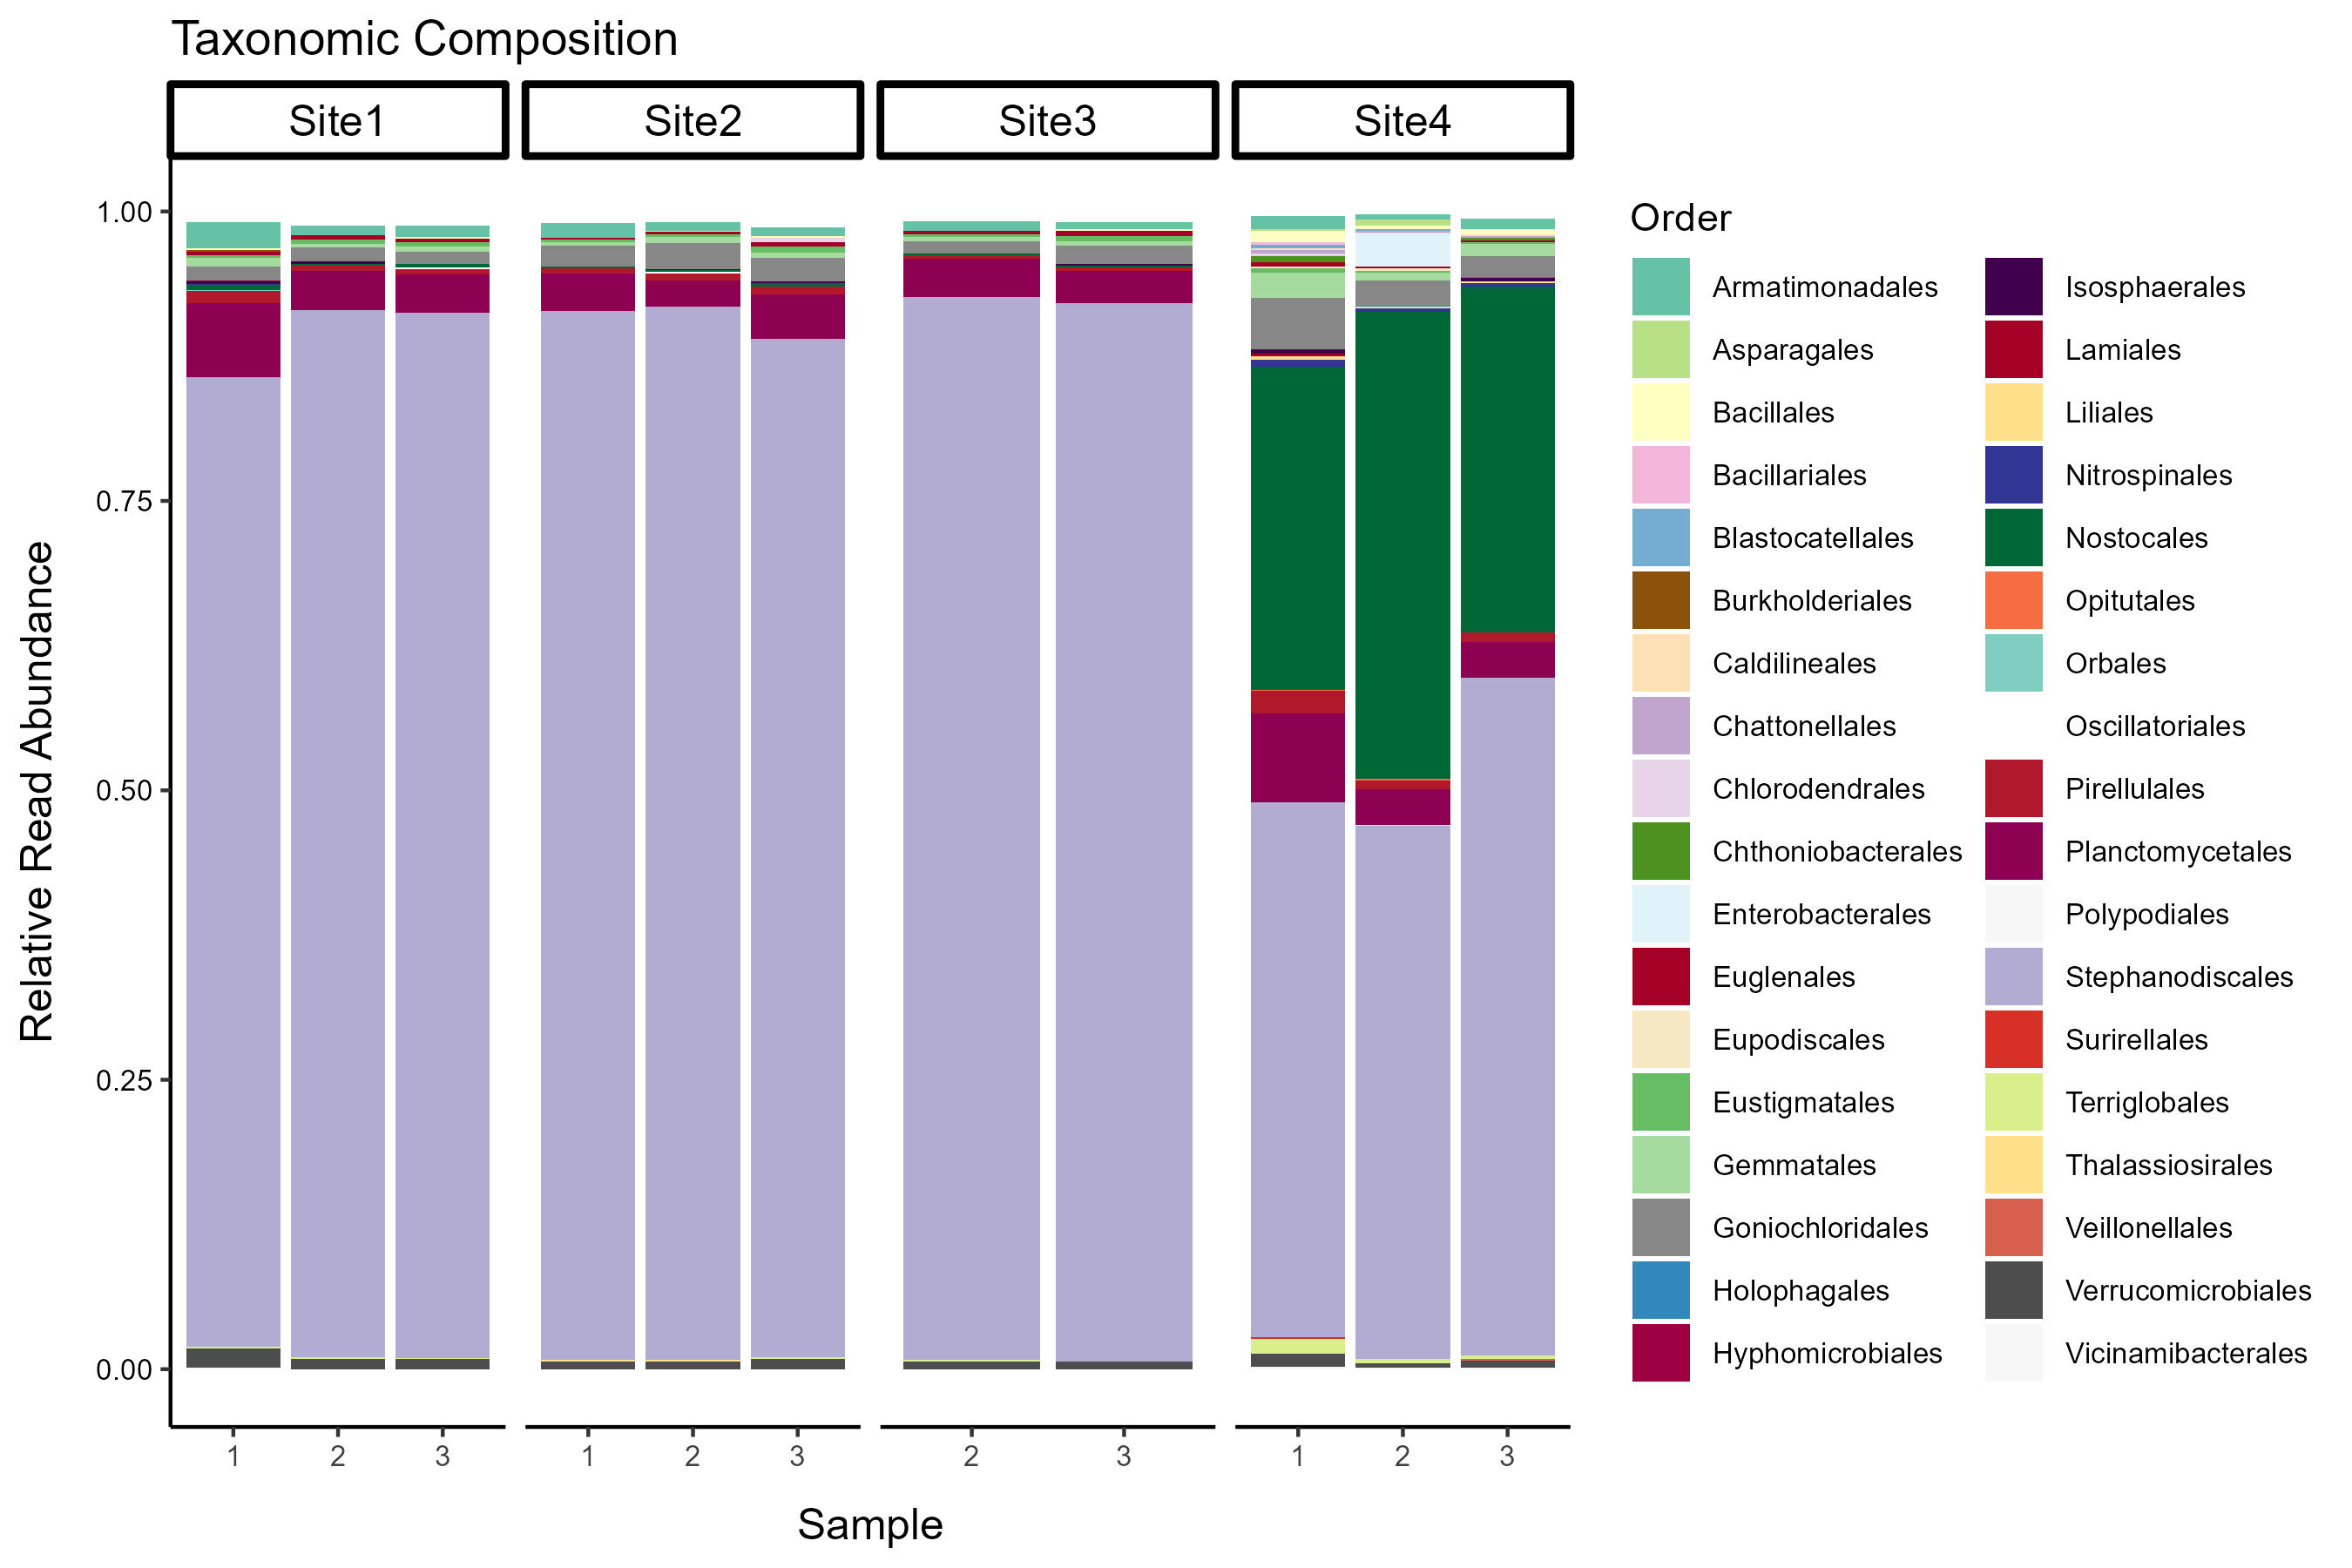 Taxonomic Composition
Site1
Site2
Site3
Site4
Relative Read Abundance
1.00
0.75
0.50
0.25
0.00
1 2 3
1 2 3
2 3
1 2 3
Sample
Order
Armatimonadales
Asparagales
Bacillales
Bacillariales
Blastocatellales
Burkholderiales
Caldilineales
Chattonellales
Chlorodendrales
Chthoniobacterales
Enterobacterales
Euglenales
Eupodiscales
Eustigmatales
Gemmatales
Goniochloridales
Holophagales
Hyphomicrobiales
Isosphaerales
Lamiales
Liliales
Nitrospinales
Nostocales
Opitutales
Orbales
Oscillatoriales
Pirellulales
Planctomycetales
Polypodiales
Stephanodiscales
Surirellales
Terriglobales
Thalassiosirales
Veillonellales
Verrucomicrobiales
Vicinamibacterales